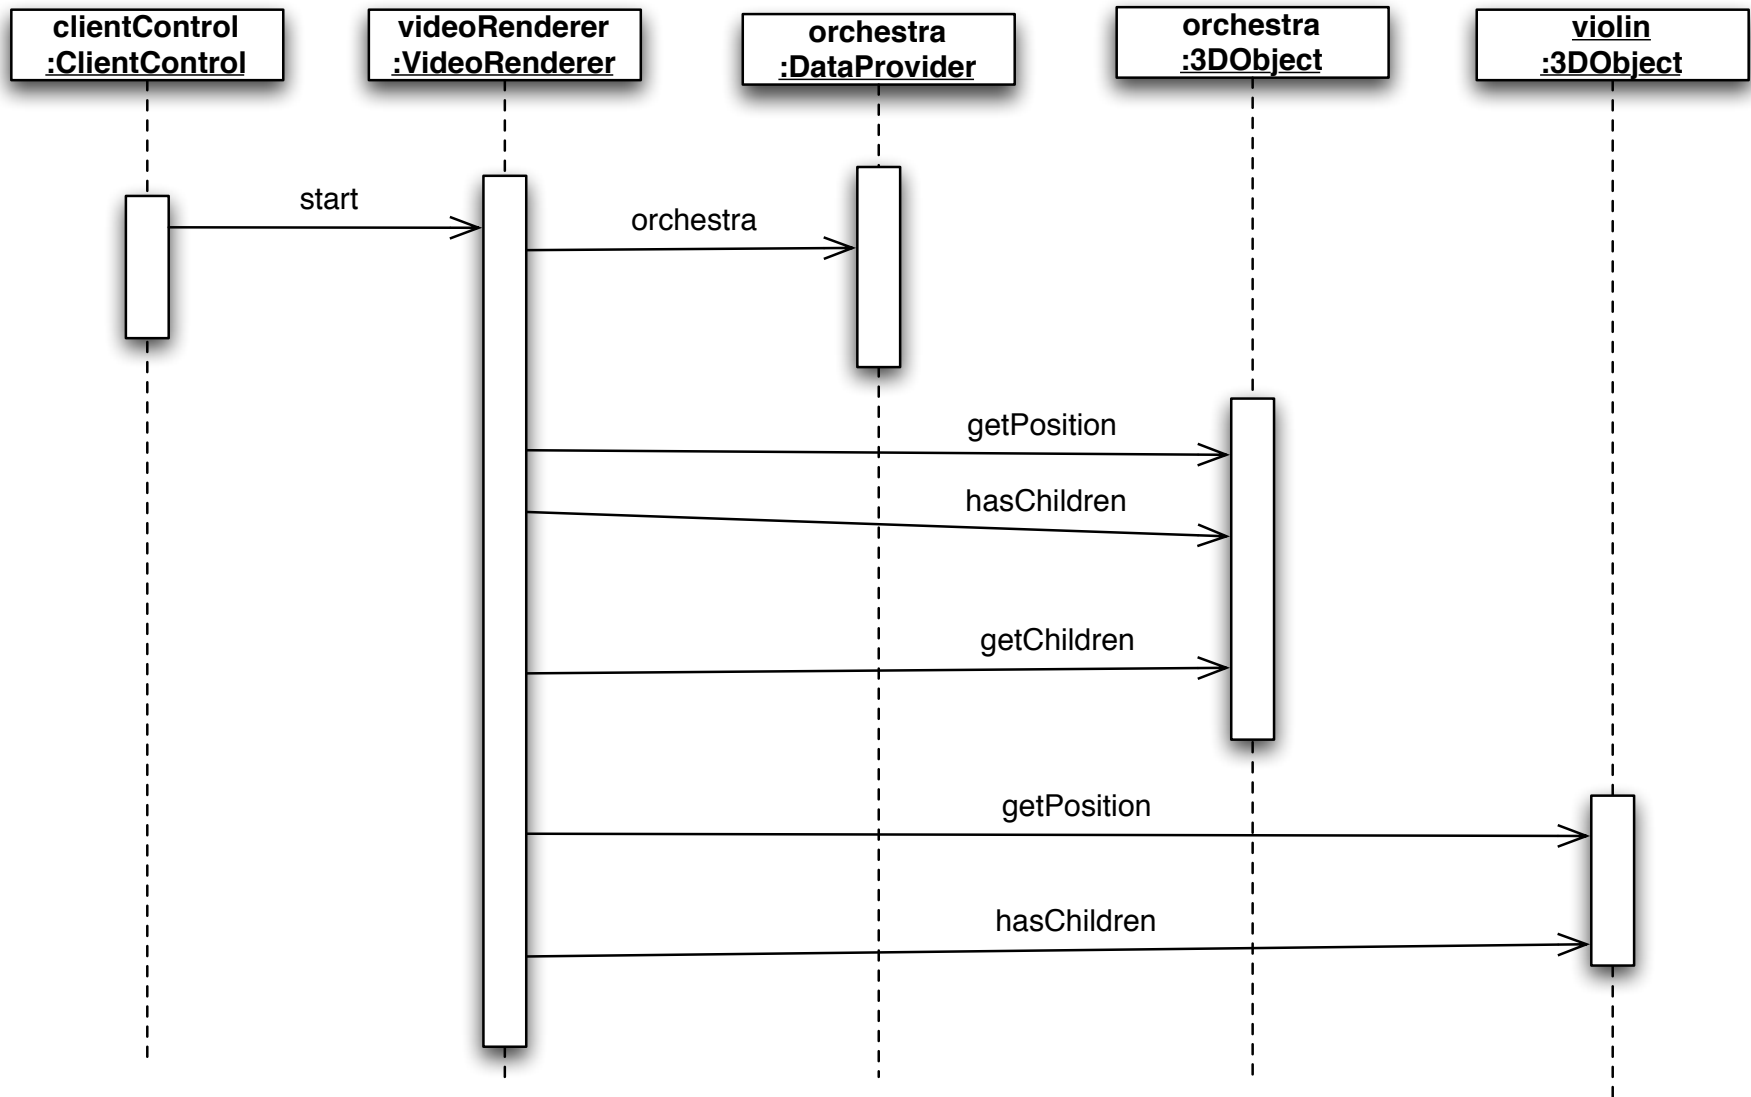 clientControl
:ClientControl
videoRenderer
:VideoRenderer
orchestra
:DataProvider
orchestra
:3DObject
violin
:3DObject
start
orchestra
getPosition
hasChildren
getChildren
getPosition
hasChildren